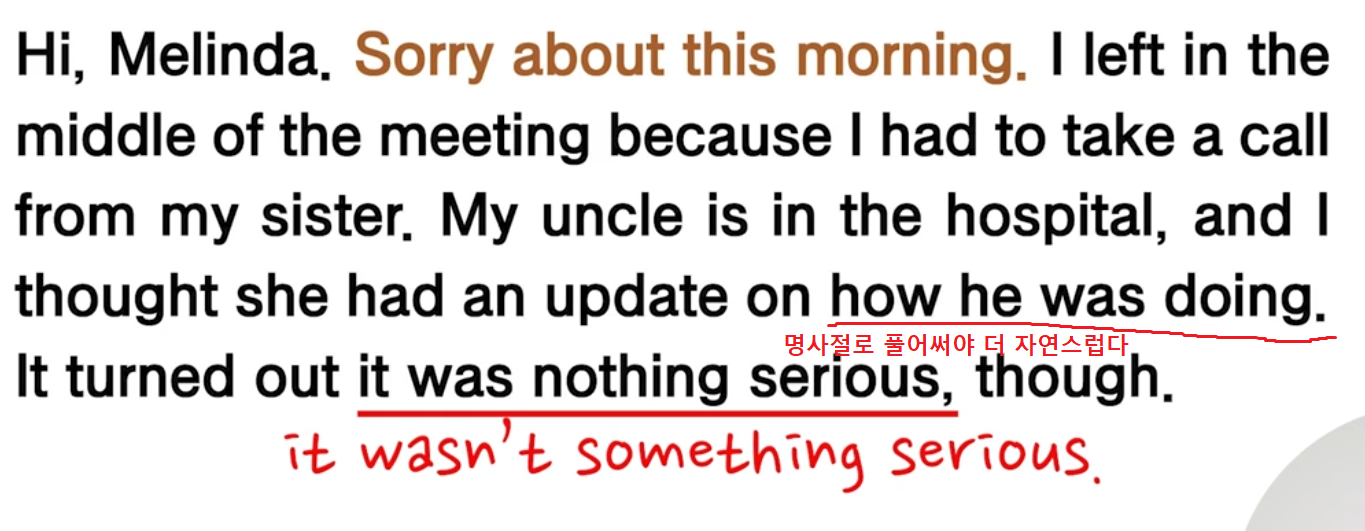 Hi, Melinda. Sorry about this morning. I left in the
middle of the meeting because I had to take a call
from my sister. My uncle is in the hospital, and I
thought she had an update on how he was doing.
명사절로 풀어써야 더 자연스럽다
It turned out it was nothing serious, though.
it wasn't something serious.